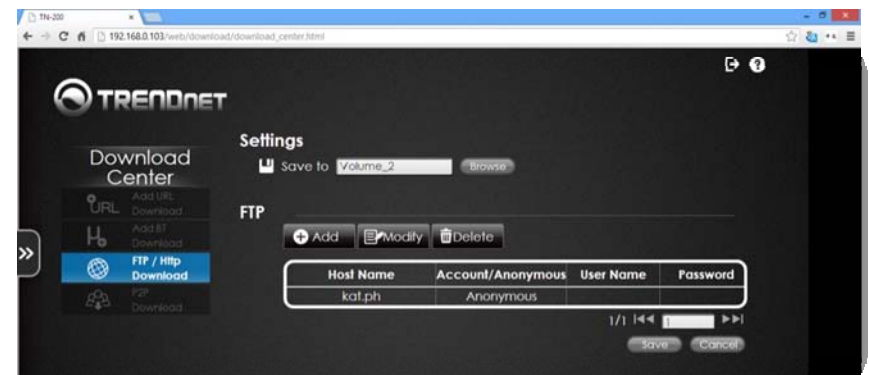 TN-200
192.168.0.103/web/download/download_center.html
TRENDNET
Download
Center
URL
Add URL
Download
Add BT
Download
FTP / Http
Download
P2P
Download
Settings
Save to Volume_2 Browse
FTP
Add Modify Delete
Host Name Account/Anonymous User Name Password
kat.ph Anonymous
1/1 1
Save Cancel